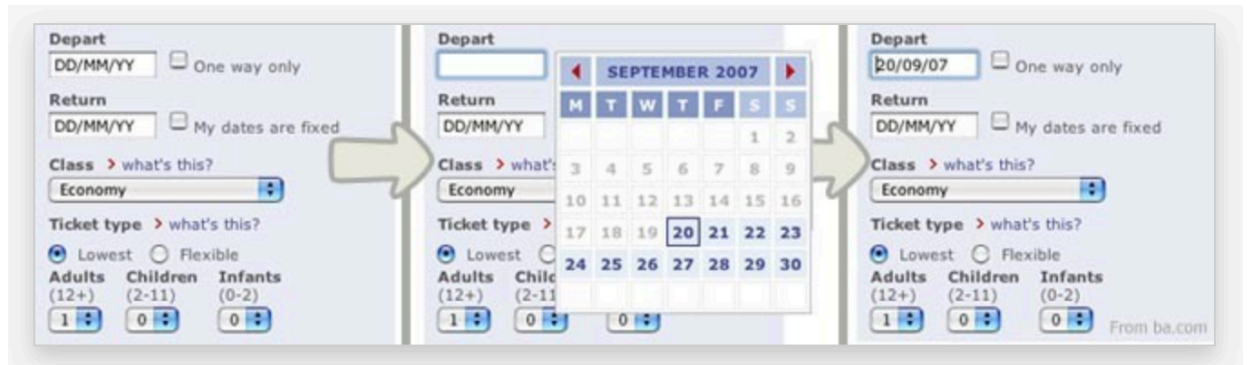 Depart
DD/MM/YY One way only
Return
DD/MM/YY My dates are fixed
Class > what's this?
Economy
Ticket type > what's this?
Lowest Flexible
Adults Children Infants
(12+) (2-11) (0-2)
1 0 0
Depart
Return
DD/MM/YY
Class > what's
Economy
Ticket type >
Lowest
Adults Chil
(12+) (2-11
1 0 0
SEPTEMBER 2007
M T W T F S S
1 2
3 4 5 6 7 8 9
10 11 12 13 14 15 16
17 18 19 20 21 22 23
24 25 26 27 28 29 30
Depart
20/09/07 One way only
Return
DD/MM/YY My dates are fixed
Class > what's this?
Economy
Ticket type > what's this?
Lowest Flexible
Adults Children Infants
(12+) (2-11) (0-2)
1 0 0
From ba.com